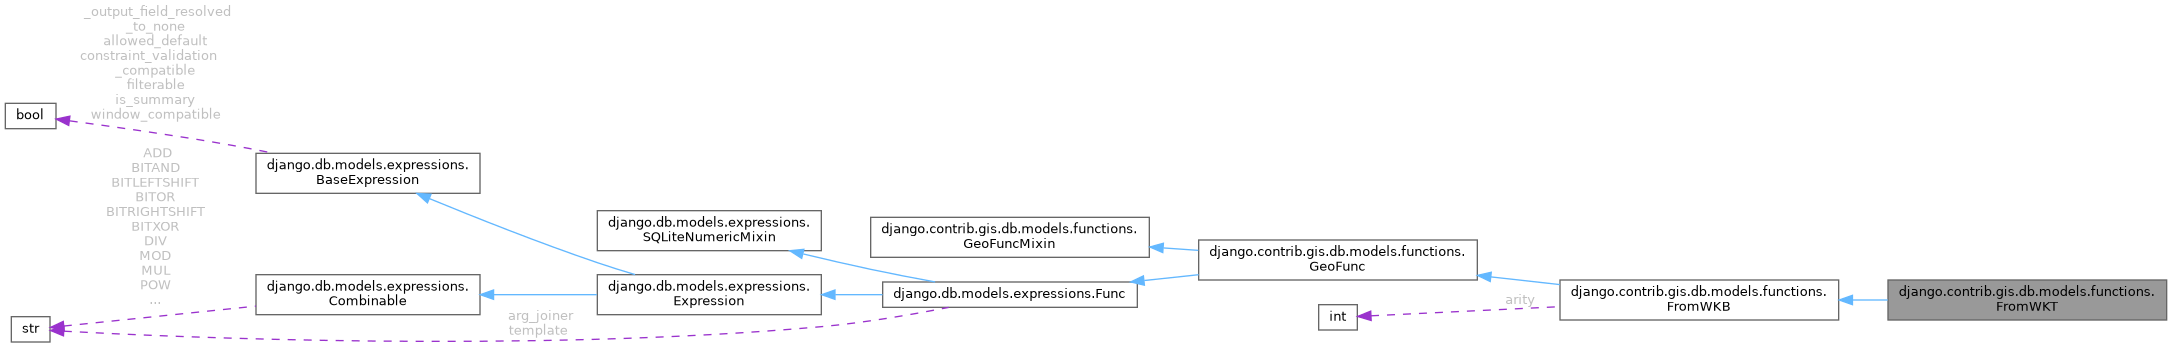 _output_field_resolved
_to_none
allowed_default
constraint_validation
_compatible
filterable
is_summary
window_compatible
bool
ADD
BITAND
BITLEFTSHIFT
BITOR
BITRIGHTSHIFT
BITXOR
DIV
MOD
MUL
POW
...
str
django.db.models.expressions.
BaseExpression
django.db.models.expressions.
Combinable
django.db.models.expressions.
SQLiteNumericMixin
django.db.models.expressions.
Expression
arg_joiner
template
django.contrib.gis.db.models.functions.
GeoFuncMixin
django.db.models.expressions.Func
django.contrib.gis.db.models.functions.
GeoFunc
int
arity
django.contrib.gis.db.models.functions.
FromWKB
django.contrib.gis.db.models.functions.
FromWKT